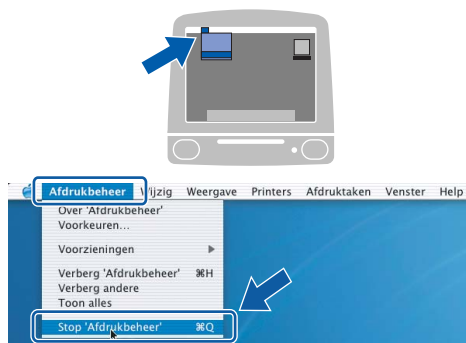 Afdrukbeheer Wijzig Weergave Printers Afdruktaken Venster Help
Over 'Afdrukbeheer'
Voorkeuren...
Voorzieningen ▶
Verberg 'Afdrukbeheer' ⌘H
Verberg andere
Toon alles
Stop 'Afdrukbeheer' ⌘Q